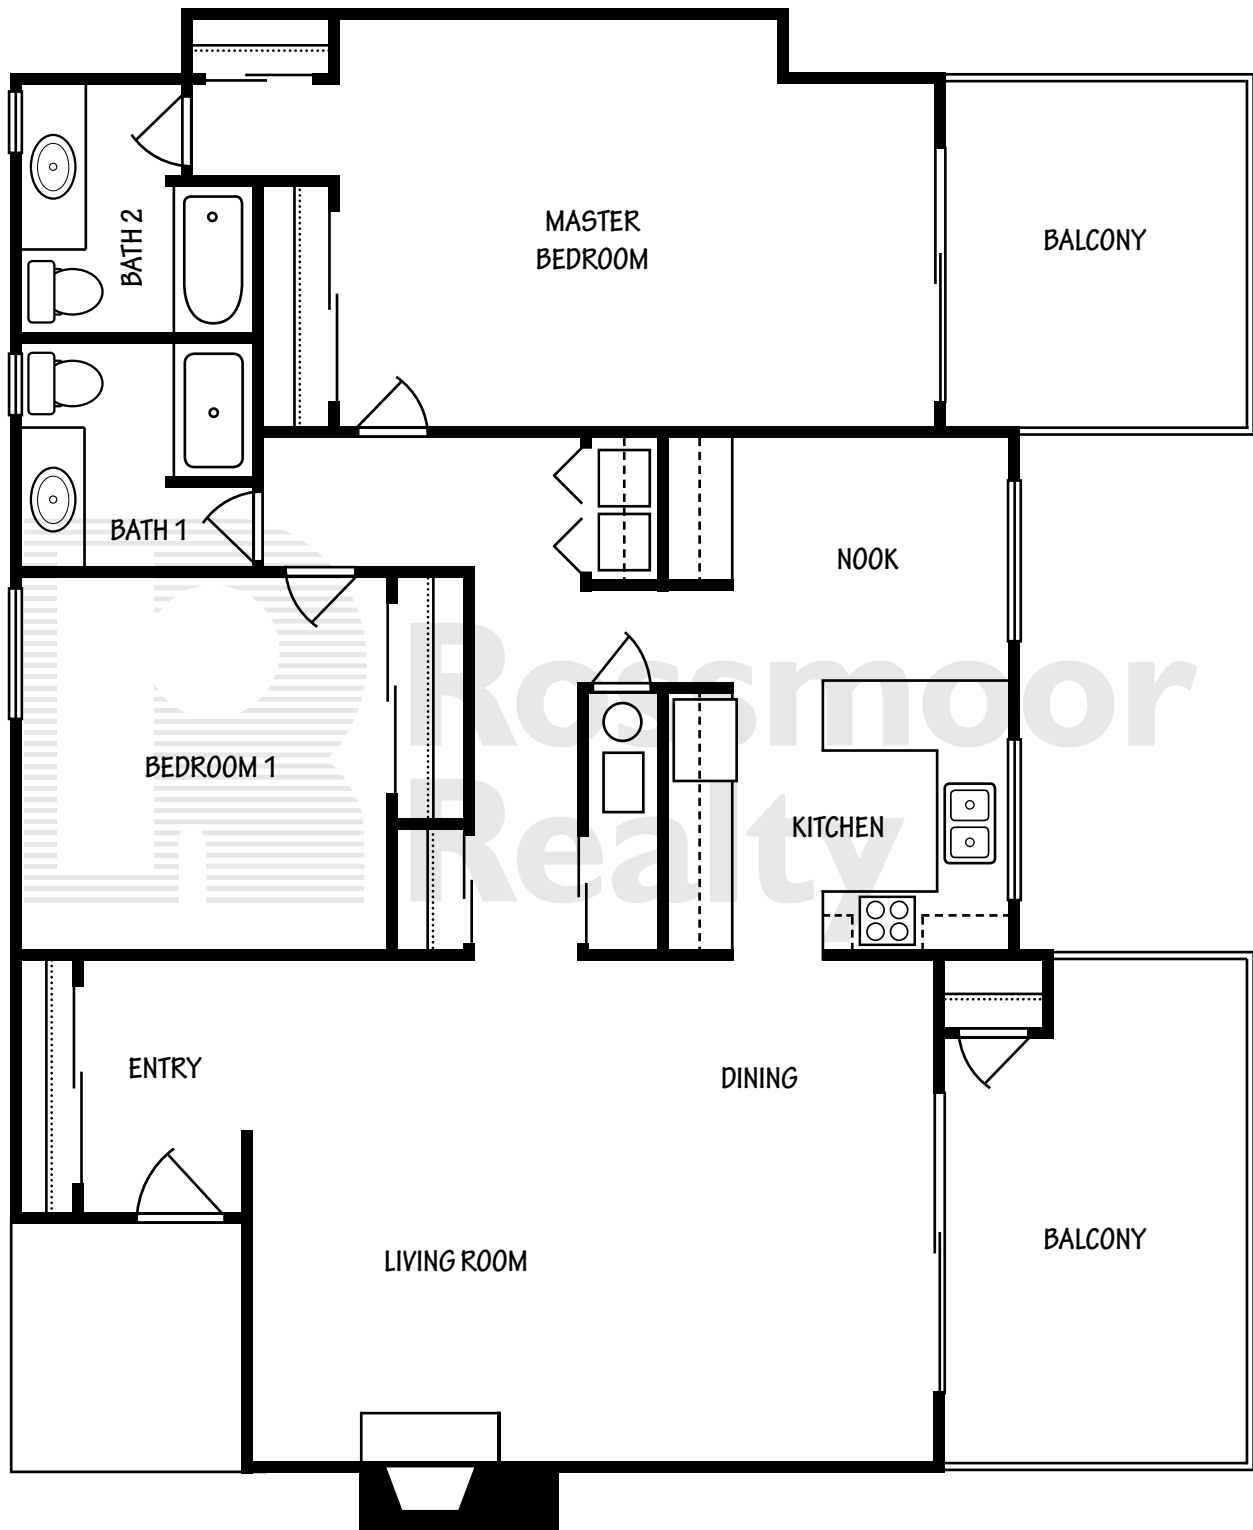 MASTER
BEDROOM
BALCONY
BATH 2
BATH 1
NOOK
Rossmoor
Realty
BEDROOM 1
KITCHEN
ENTRY
DINING
LIVING ROOM
BALCONY